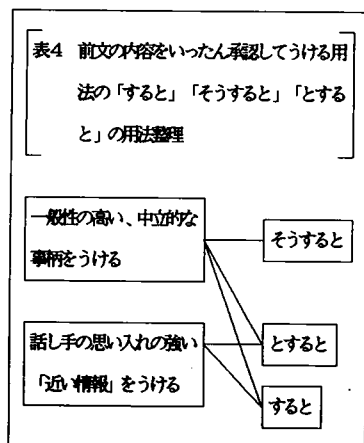 表4 前文の内容をいったん承認してうける用
法の「すると」「そうすると」「とする
と」の用法整理
一般性の高い、中立的な
事柄をうける
そうすると
話し手の思い入れの強い
「近い情報」をうける
とすると
すると